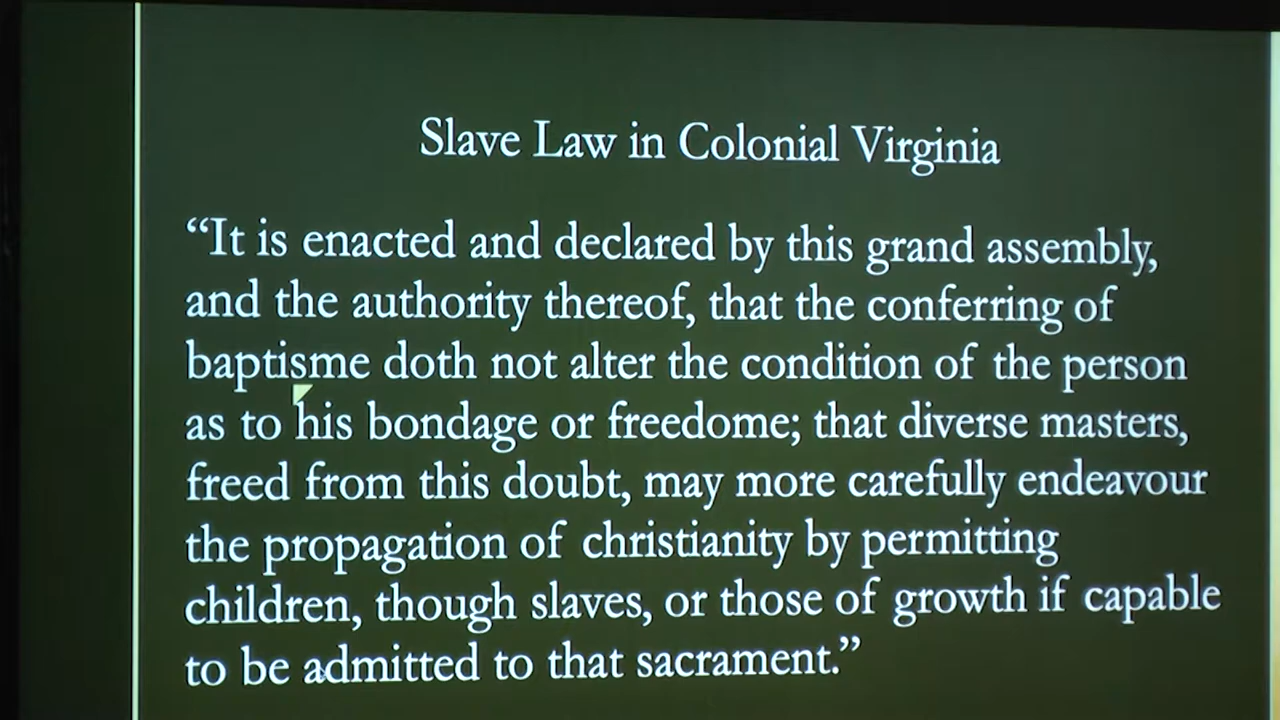 Slave Law in Colonial Virginia
“It is enacted and declared by this grand assembly,
and the authority thereof, that the conferring of
baptisme doth not alter the condition of the person
as to his bondage or freedome; that diverse masters,
freed from this doubt, may more carefully endeavour
the propagation of christianity by permitting
children, though slaves, or those of growth if capable
to be admitted to that sacrament.”